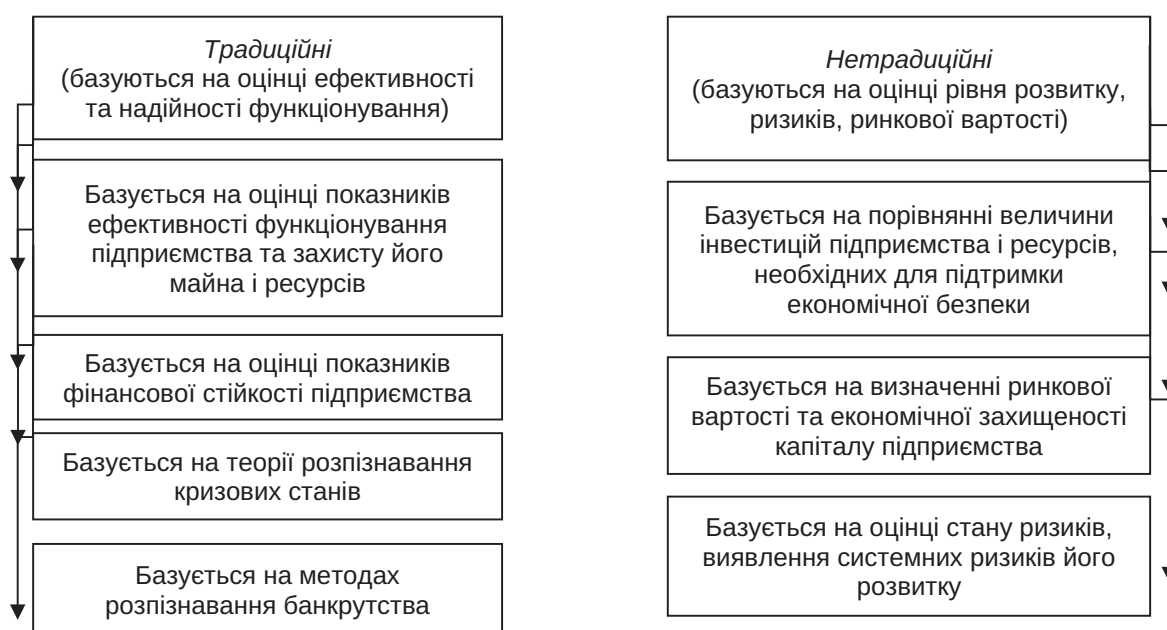 Традиційні
(базуються на оцінці ефективності
та надійності функціонування)
Базується на оцінці показників
ефективності функціонування
підприємства та захисту його
майна і ресурсів
Базується на оцінці показників
фінансової стійкості підприємства
Базується на теорії розпізнавання
кризових станів
Базується на методах
розпізнавання банкрутства
Нетрадиційні
(базуються на оцінці рівня розвитку,
ризиків, ринкової вартості)
Базується на порівнянні величини
інвестицій підприємства і ресурсів,
необхідних для підтримки
економічної безпеки
Базується на визначенні ринкової
вартості та економічної захищеності
капіталу підприємства
Базується на оцінці стану ризиків,
виявлення системних ризиків його
розвитку